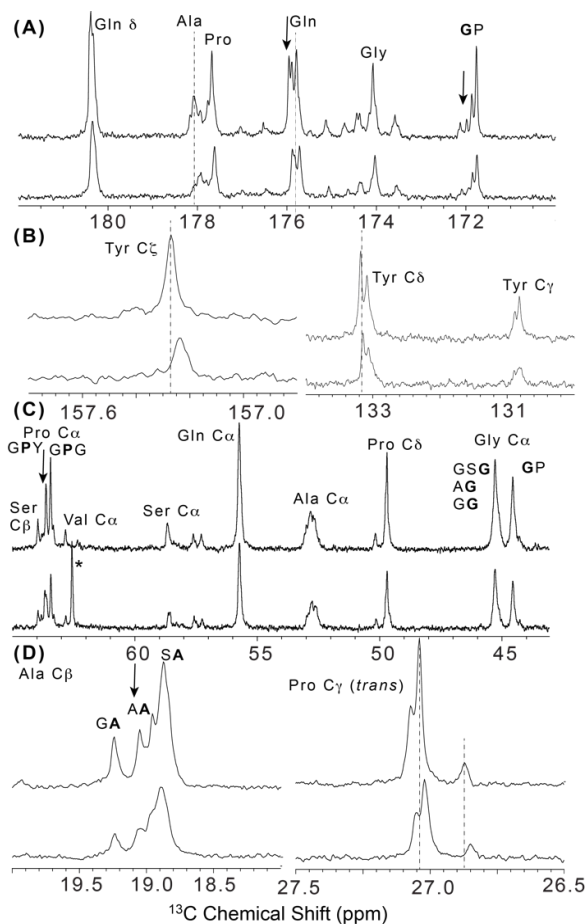 (A) Gln δ Ala Pro Gln Gly GP
180 178 176 174 172
(B) Tyr Cζ Tyr Cδ Tyr Cγ
157.6 157.0 133 131
(C)
Pro Cα
GPY GPG
Ser Cβ
Val Cα
*
Ser Cα
Gln Cα
Ala Cα
Pro Cδ
Gly Cα
GSG
AG
GG
GP
60 55 50 45
(D)
Ala Cβ
GA
AA
SA
Pro Cγ (trans)
19.5 19.0 18.5 27.5 27.0 26.5
¹³C Chemical Shift (ppm)